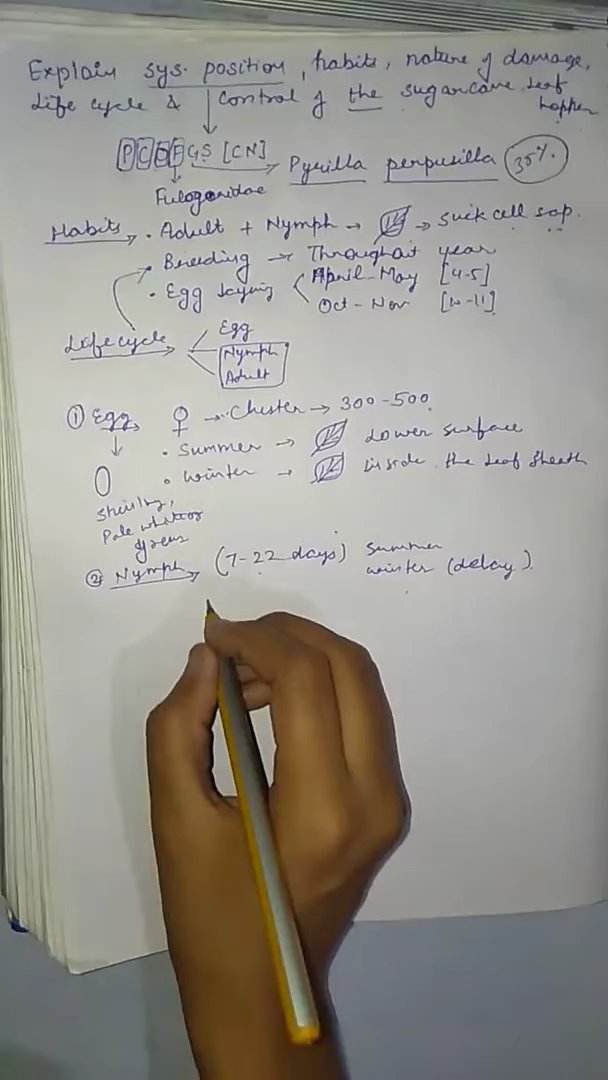 Explain sys. position, habits, nature of damage,
Life cycle & control of the sugarcane leaf
hopper
PCOFGS [CN] → Pyrilla perpusilla 35%
Fulgoridae
Habits → • Adult + Nymph → → suck cell sap.
• Breeding → Throughout year
• Egg laying April-May [4-5]
Oct - Nov [10-11]
Life cycle → Egg
Nymph
Adult
① Egg → ♀ → Cluster → 300-500
• Summer → Lower surface
• winter → inside the leaf sheath
Shining,
Pale whitish
green
② Nymph → (7-22 days) summer
winter (delay)